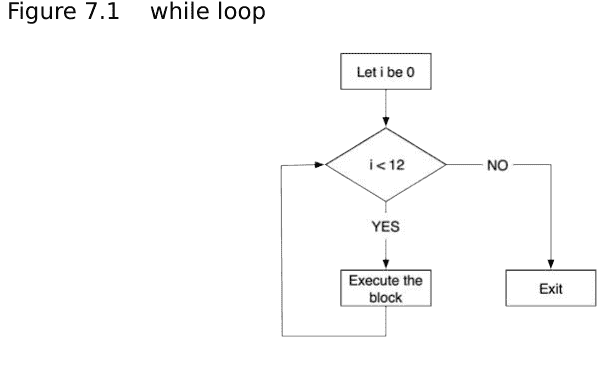 Figure 7.1 while loop
Let i be 0
i < 12
NO
YES
Execute the
block
Exit